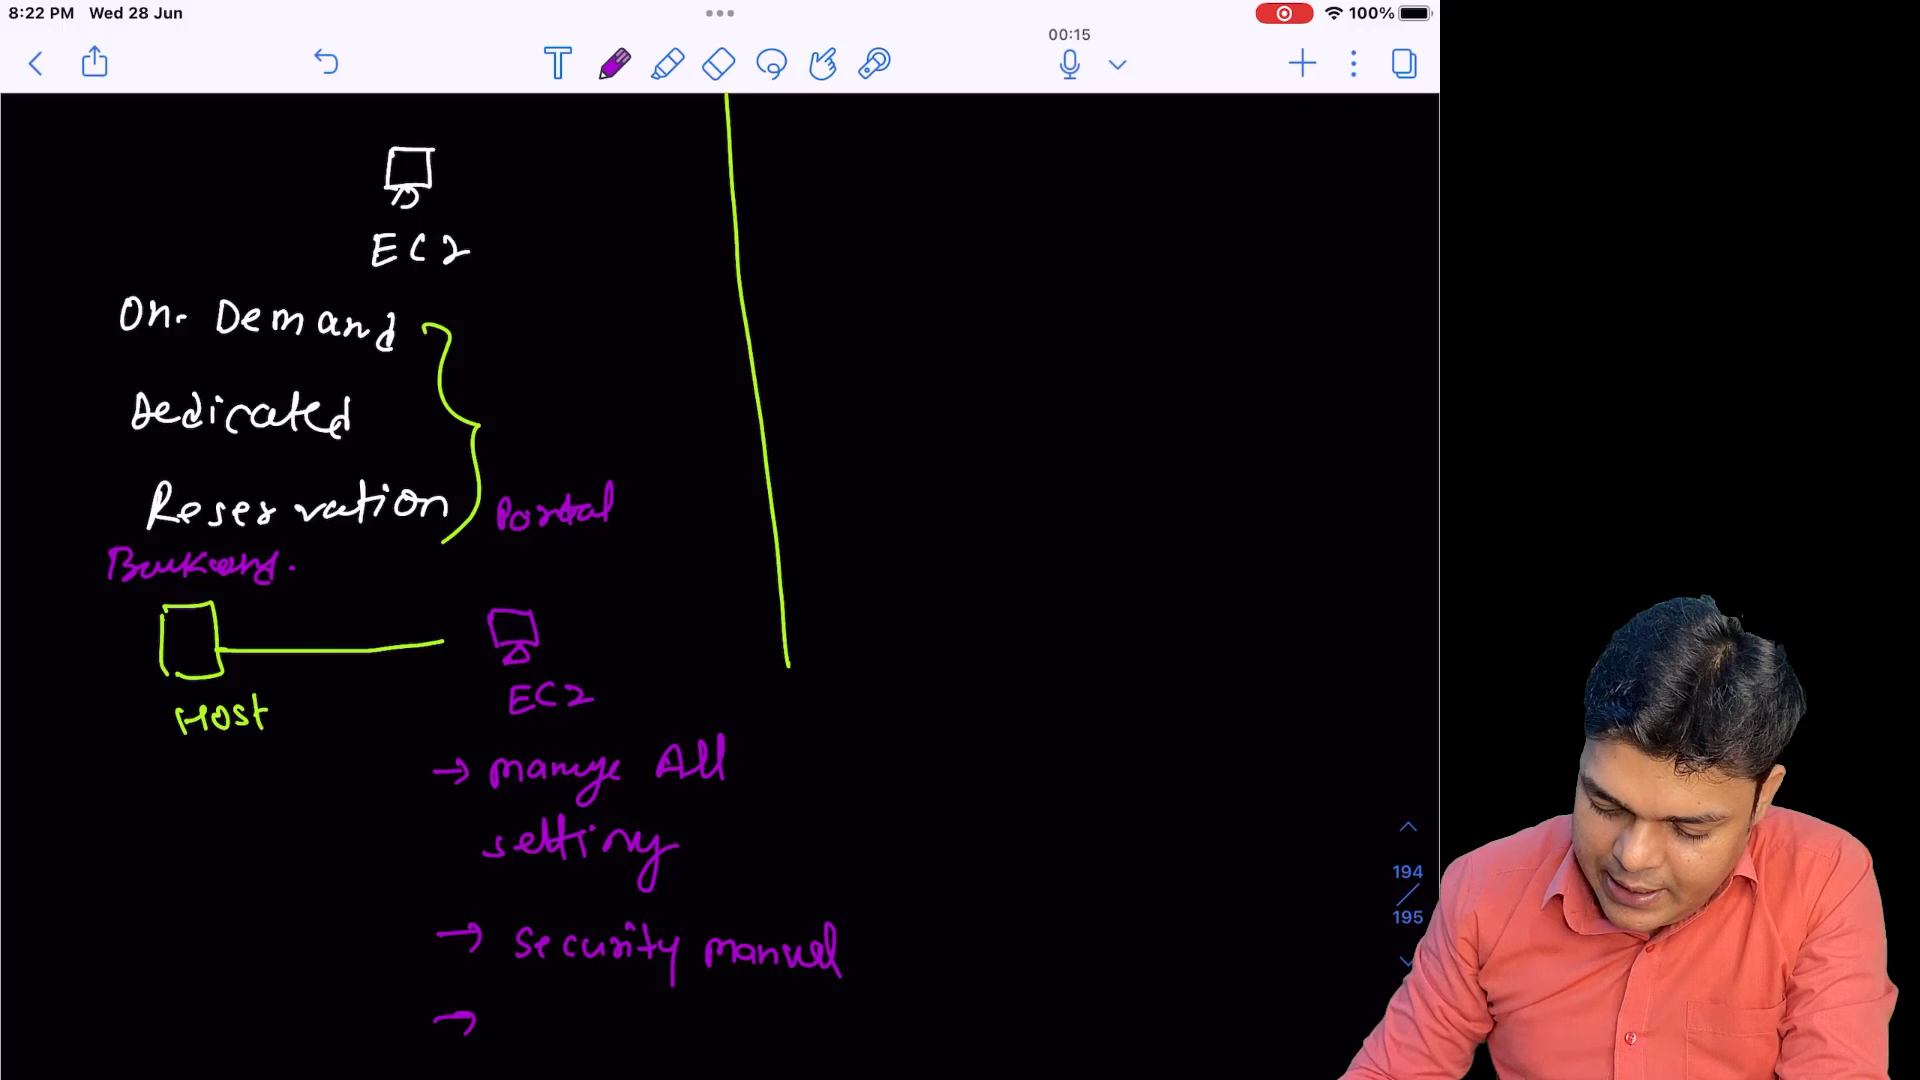 8:22 PM Wed 28 Jun
100%
00:15
T
EC2
On-Demand
Dedicated
Reservation
Portal
Backend.
Host
EC2
→ manage All
setting
→ Security manual
→
194
195